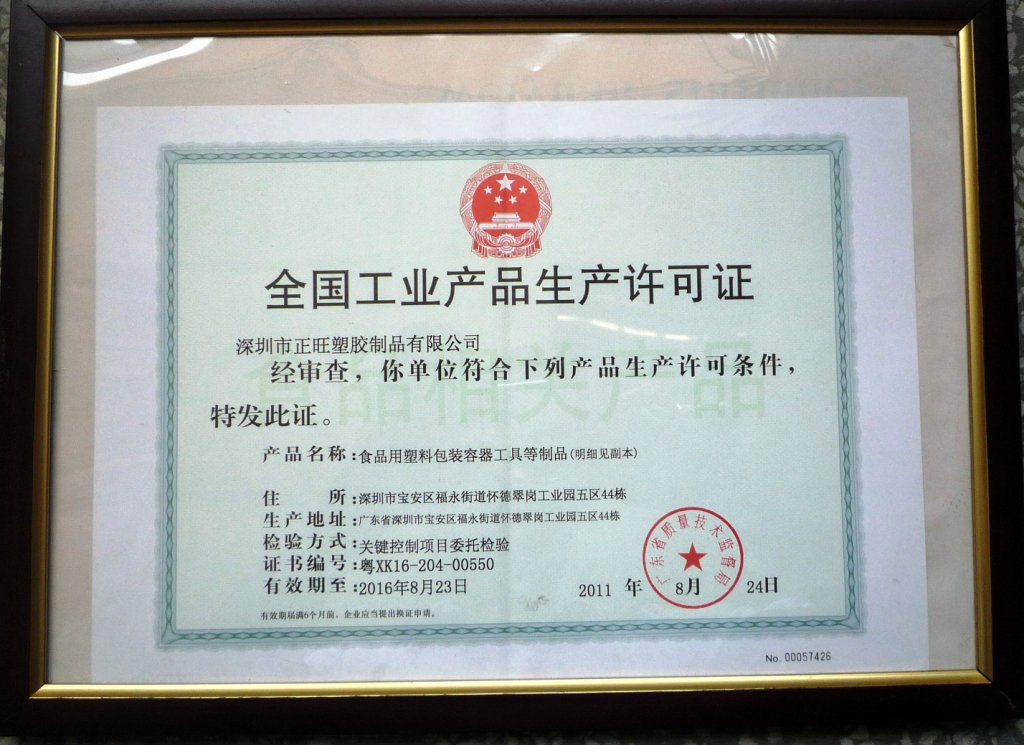 全国工业产品生产许可证
深圳市正旺塑胶制品有限公司
经审查，你单位符合下列产品生产许可条件，
特发此证。
食品相关产品
产品名称：食品用塑料包装容器工具等制品(明细见副本)
住 所：深圳市宝安区福永街道怀德翠岗工业园五区44栋
生产地址：广东省深圳市宝安区福永街道怀德翠岗工业园五区44栋
检验方式：关键控制项目委托检验
证书编号：粤XK16-204-00550
有效期至：2016年8月23日
广东省质量技术监督局
2011 年 8月 24日
有效期届满6个月前，企业应当提出换证申请。
No. 00057426